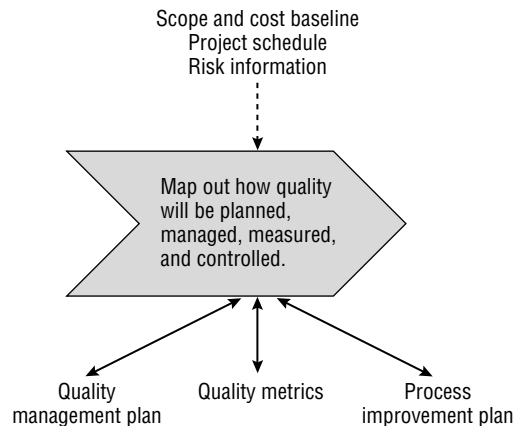 Scope and cost baseline
Project schedule
Risk information
Map out how quality
will be planned,
managed, measured,
and controlled.
Quality
management plan
Quality metrics
Process
improvement plan